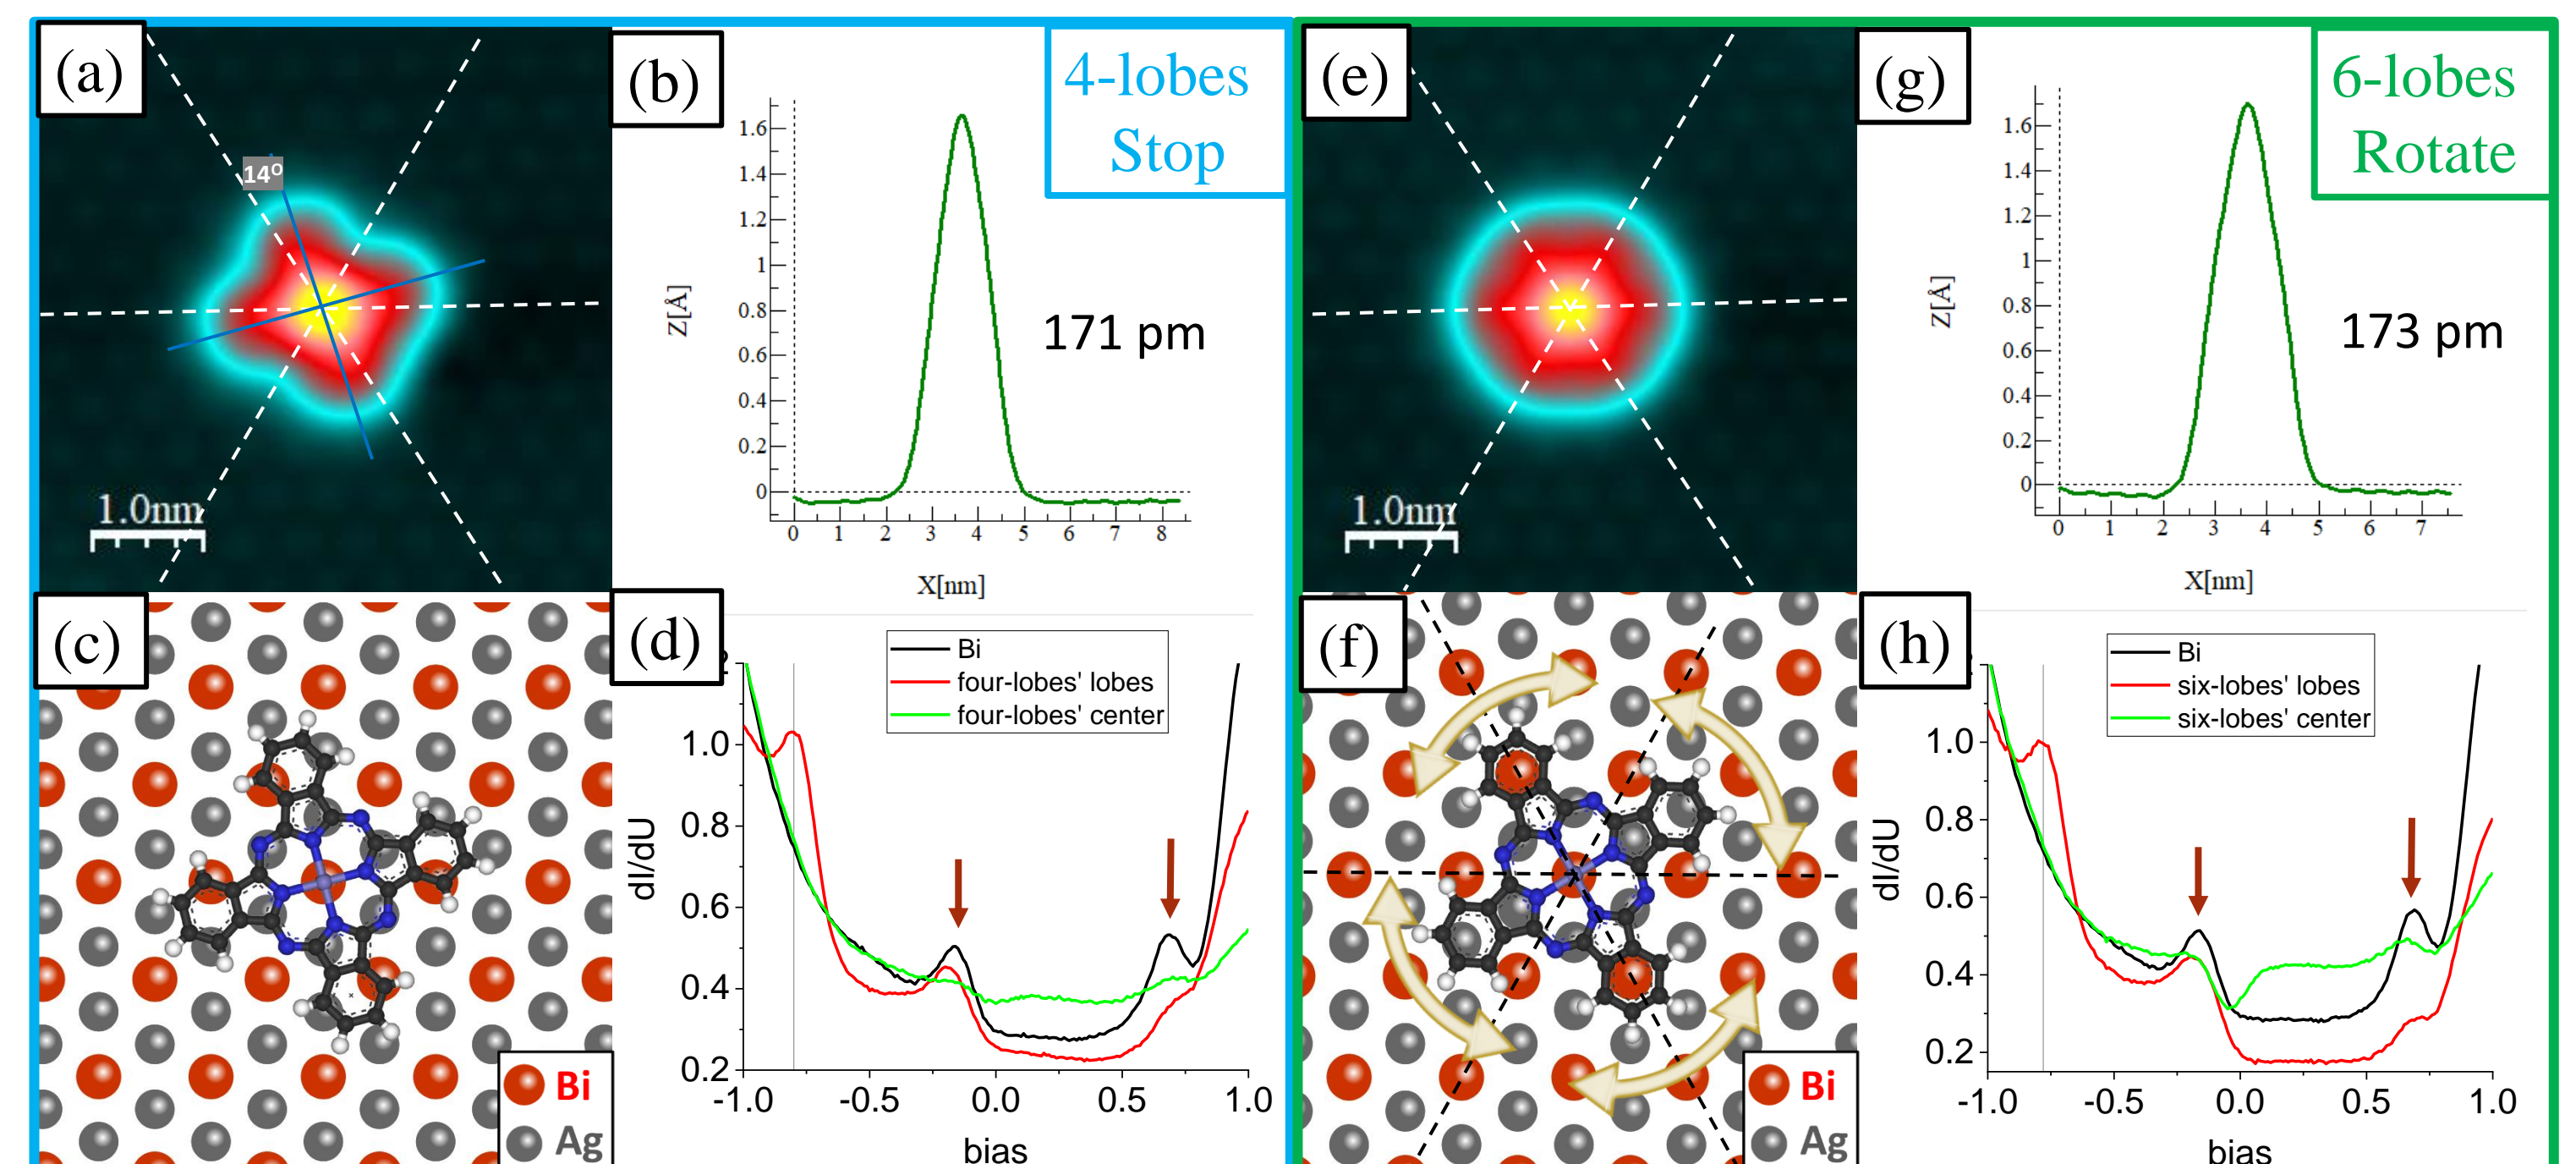 (a)
14°
1.0nm
(b)
4-lobes
Stop
1.6
1.4
1.2
1
0.8
0.6
0.4
0.2
0
Z[Å]
171 pm
0 1 2 3 4 5 6 7 8
X[nm]
(c)
Bi
Ag
(d)
Bi
four-lobes' lobes
four-lobes' center
1.0
0.8
0.6
0.4
0.2
dI/dU
-1.0 -0.5 0.0 0.5 1.0
bias
(e)
1.0nm
(g)
6-lobes
Rotate
1.6
1.4
1.2
1
0.8
0.6
0.4
0.2
0
Z[Å]
173 pm
0 1 2 3 4 5 6 7
X[nm]
(f)
Bi
Ag
(h)
Bi
six-lobes' lobes
six-lobes' center
1.0
0.8
0.6
0.4
0.2
dI/dU
-1.0 -0.5 0.0 0.5 1.0
bias